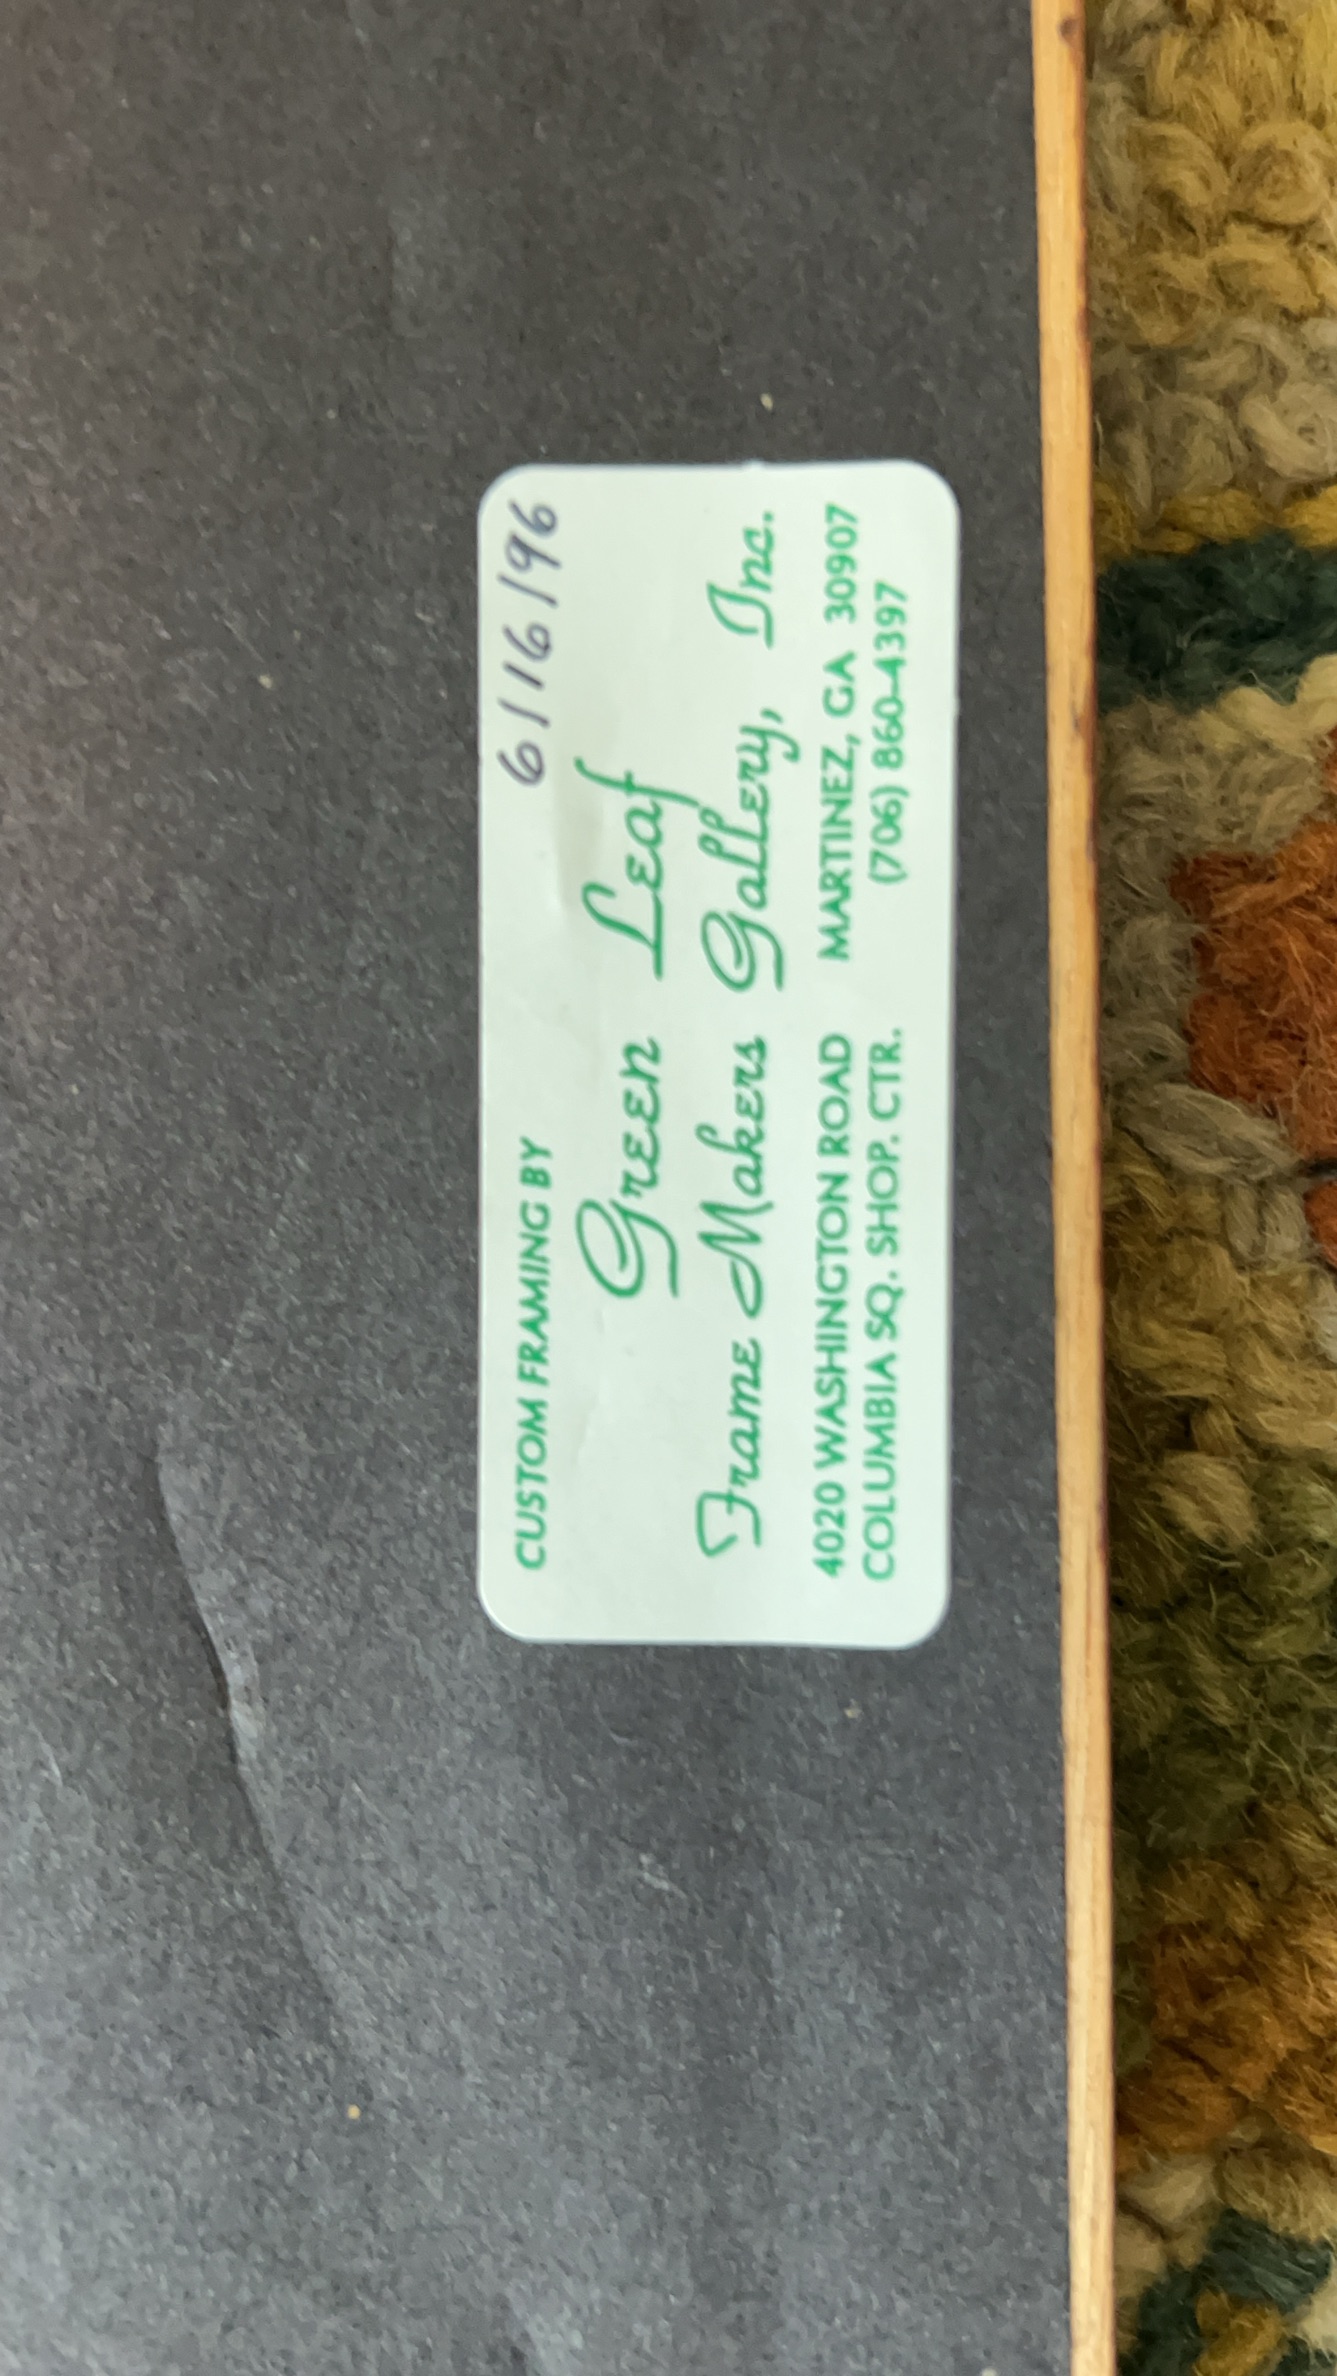 6/16/96
CUSTOM FRAMING BY
Green Leaf
Frame Makers Gallery, Inc.
4020 WASHINGTON ROAD MARTINEZ, GA 30907
COLUMBIA SQ. SHOP. CTR. (706) 860-4397